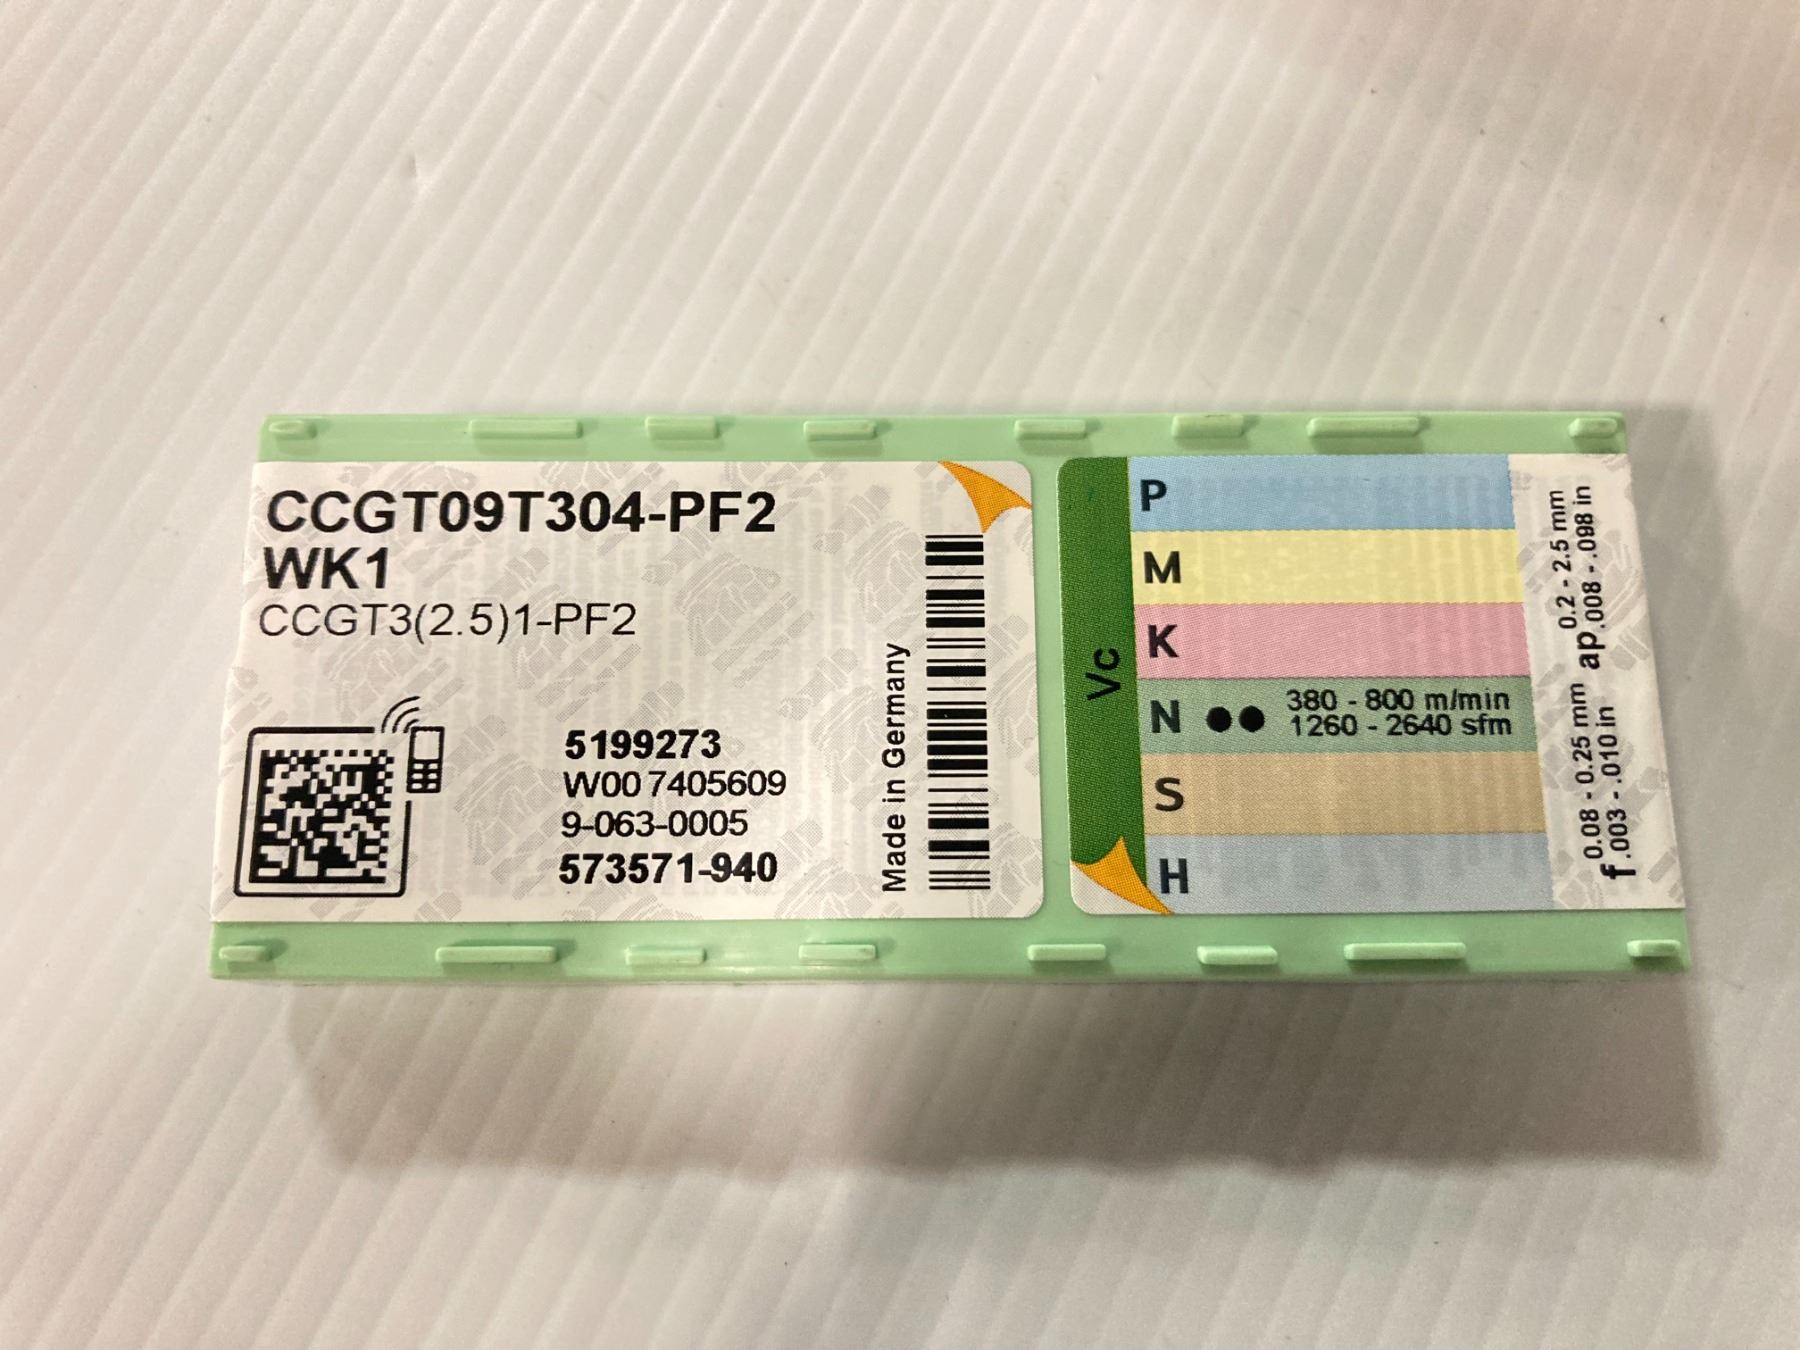 CCGT09T304-PF2
WK1
CCGT3(2.5)1-PF2
5199273
W00 7405609
9-063-0005
573571-940
Made in Germany
Vc
P
M
K
N ●● 380 - 800 m/min
1260 - 2640 sfm
S
H
f 0.08 - 0.25 mm ap 0.2 - 2.5 mm
.003 - .010 in .008 - .098 in